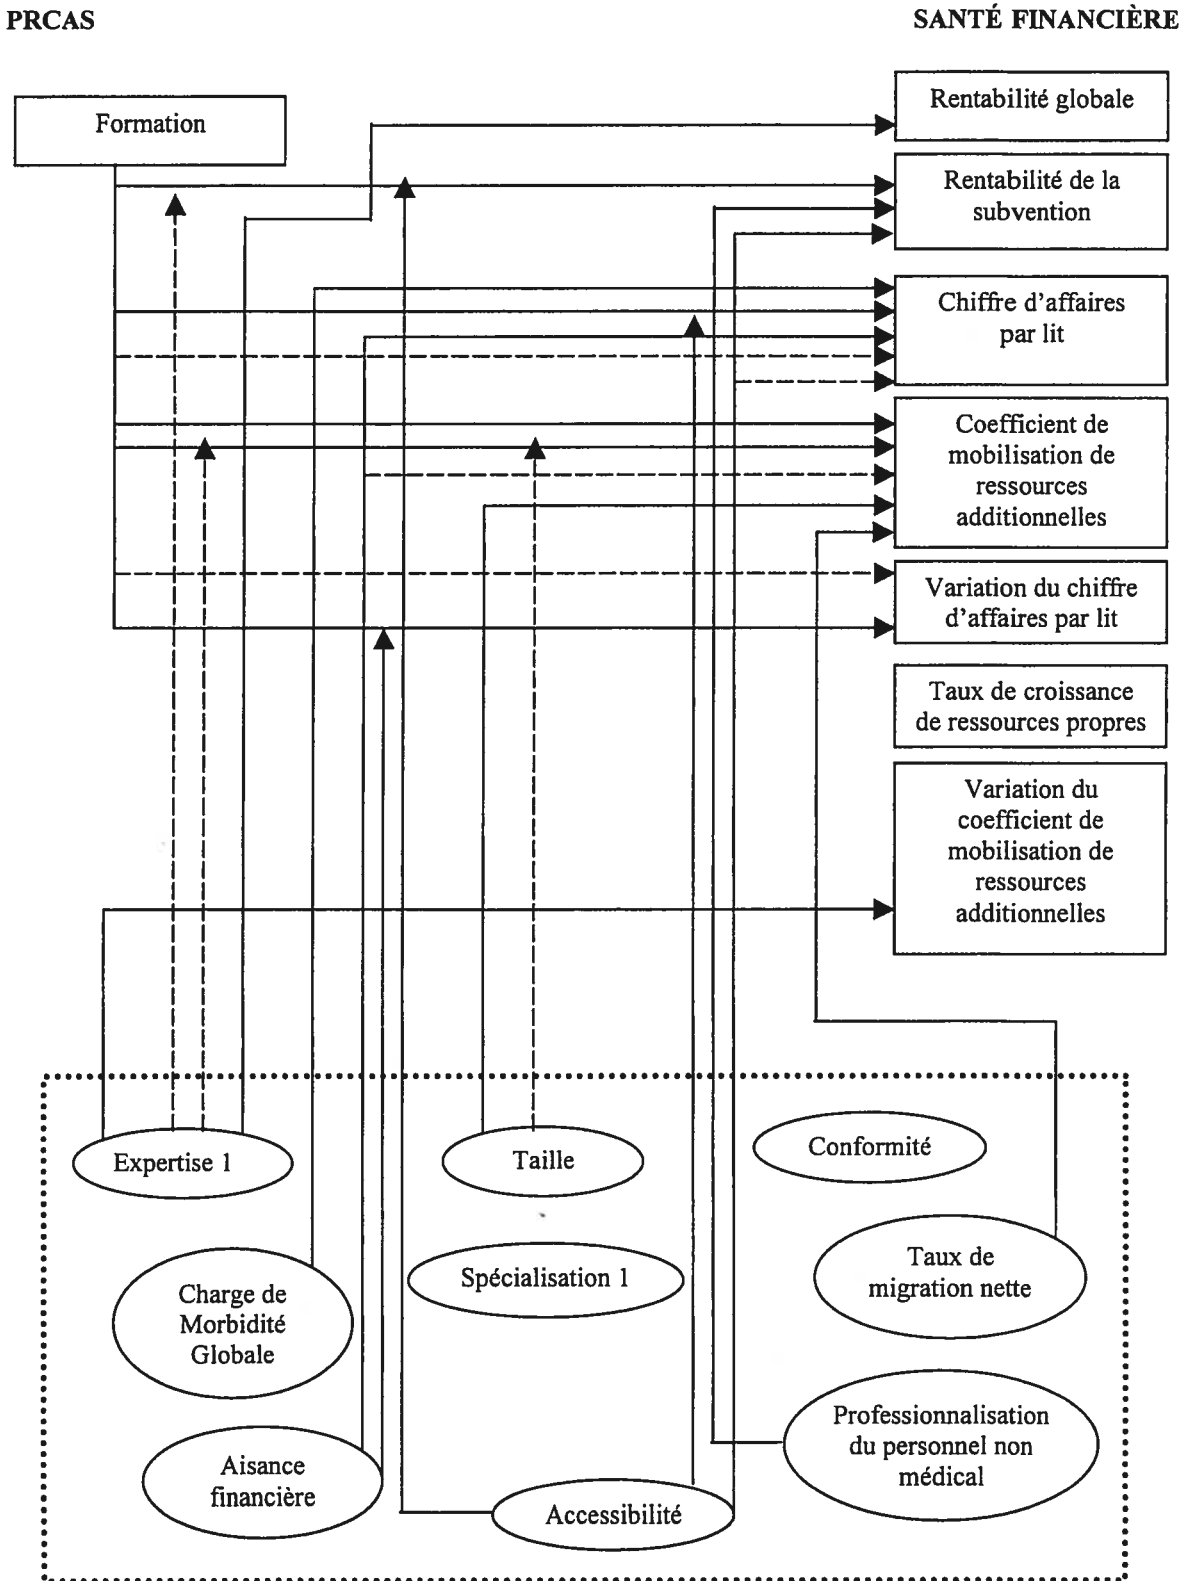 PRCAS
SANTÉ FINANCIÈRE
Formation
Rentabilité globale
Rentabilité de la
subvention
Chiffre d'affaires
par lit
Coefficient de
mobilisation de
ressources
additionnelles
Variation du chiffre
d'affaires par lit
Taux de croissance
de ressources propres
Variation du
coefficient de
mobilisation de
ressources
additionnelles
Expertise 1
Taille
Conformité
Charge de
Morbidité
Globale
Spécialisation 1
Taux de
migration nette
Aisance
financière
Accessibilité
Professionnalisation
du personnel non
médical